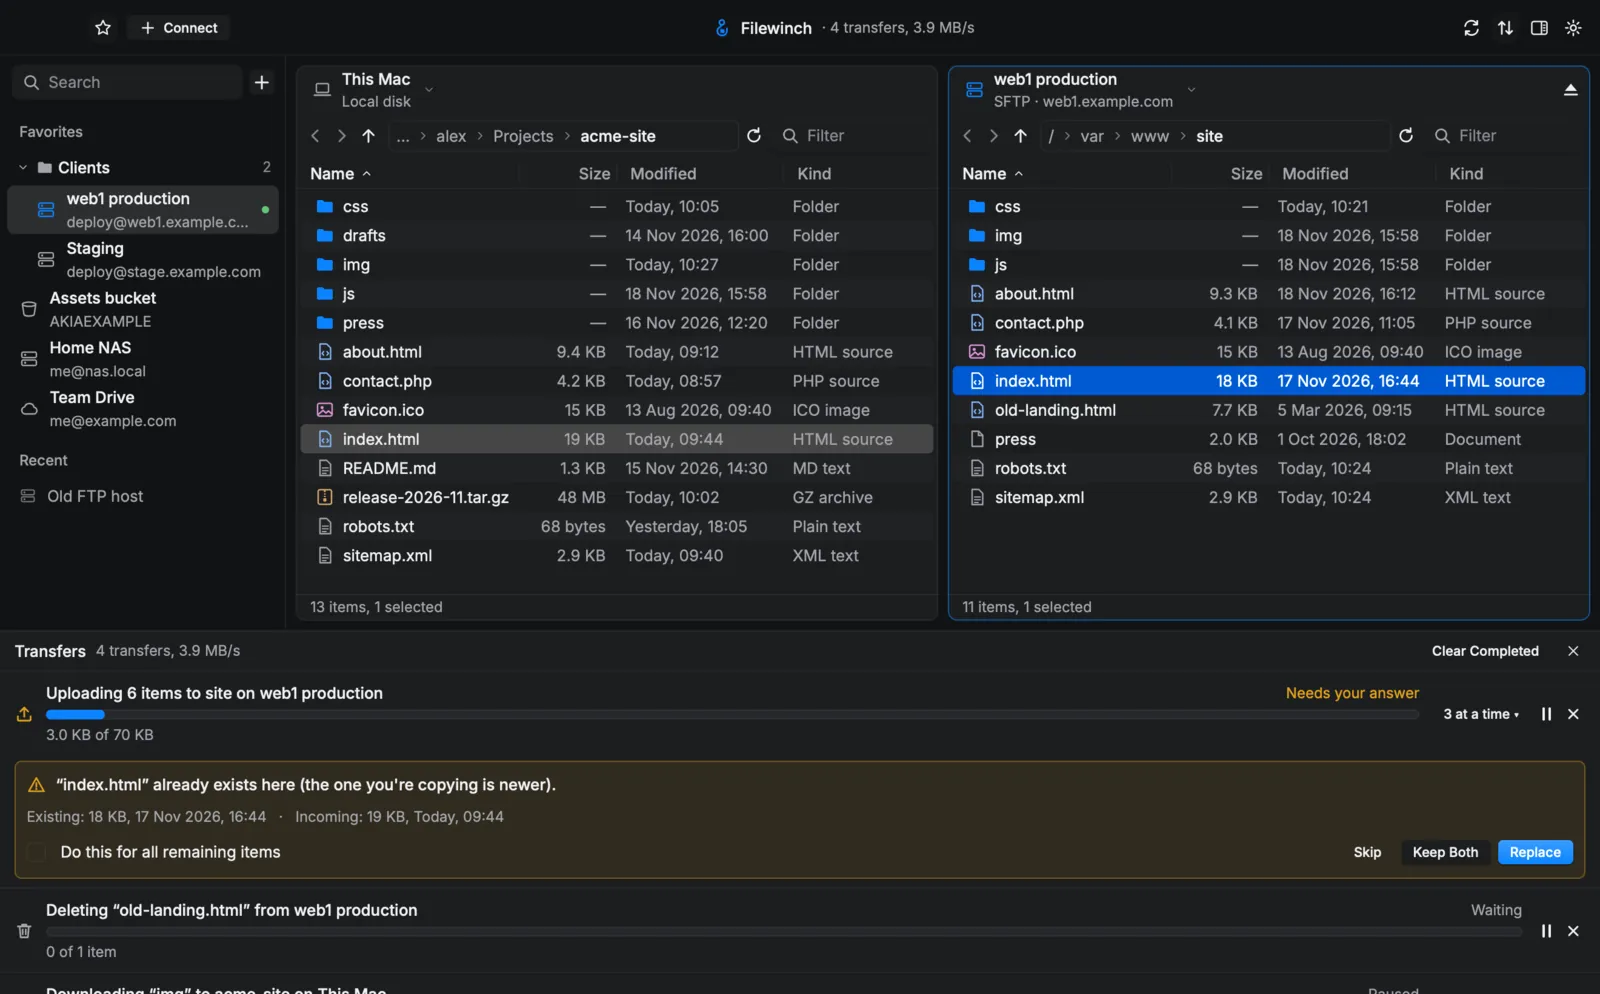 Connect
Filewinch · 4 transfers, 3.9 MB/s
Search
Favorites
Clients 2
web1 production
deploy@web1.example.c...
Staging
deploy@stage.example.com
Assets bucket
AKIAEXAMPLE
Home NAS
me@nas.local
Team Drive
me@example.com
Recent
Old FTP host
This Mac
Local disk
... › alex › Projects › acme-site
Filter
Name Size Modified Kind
css — Today, 10:05 Folder
drafts — 14 Nov 2026, 16:00 Folder
img — Today, 10:27 Folder
js — 18 Nov 2026, 15:58 Folder
press — 16 Nov 2026, 12:20 Folder
about.html 9.4 KB Today, 09:12 HTML source
contact.php 4.2 KB Today, 08:57 PHP source
favicon.ico 15 KB 13 Aug 2026, 09:40 ICO image
index.html 19 KB Today, 09:44 HTML source
README.md 1.3 KB 15 Nov 2026, 14:30 MD text
release-2026-11.tar.gz 48 MB Today, 10:02 GZ archive
robots.txt 68 bytes Yesterday, 18:05 Plain text
sitemap.xml 2.9 KB Today, 09:40 XML text
13 items, 1 selected
web1 production
SFTP · web1.example.com
/ › var › www › site
Filter
Name Size Modified Kind
css — Today, 10:21 Folder
img — 18 Nov 2026, 15:58 Folder
js — 18 Nov 2026, 15:58 Folder
about.html 9.3 KB 18 Nov 2026, 16:12 HTML source
contact.php 4.1 KB 17 Nov 2026, 11:05 PHP source
favicon.ico 15 KB 13 Aug 2026, 09:40 ICO image
index.html 18 KB 17 Nov 2026, 16:44 HTML source
old-landing.html 7.7 KB 5 Mar 2026, 09:15 HTML source
press 2.0 KB 1 Oct 2026, 18:02 Document
robots.txt 68 bytes Today, 10:24 Plain text
sitemap.xml 2.9 KB Today, 10:24 XML text
11 items, 1 selected
Transfers 4 transfers, 3.9 MB/s
Clear Completed
Uploading 6 items to site on web1 production
Needs your answer
3 at a time
3.0 KB of 70 KB
“index.html” already exists here (the one you're copying is newer).
Existing: 18 KB, 17 Nov 2026, 16:44 · Incoming: 19 KB, Today, 09:44
Do this for all remaining items
Skip
Keep Both
Replace
Deleting “old-landing.html” from web1 production
Waiting
0 of 1 item
Downloading “img” to acme-site on This Mac
Paused